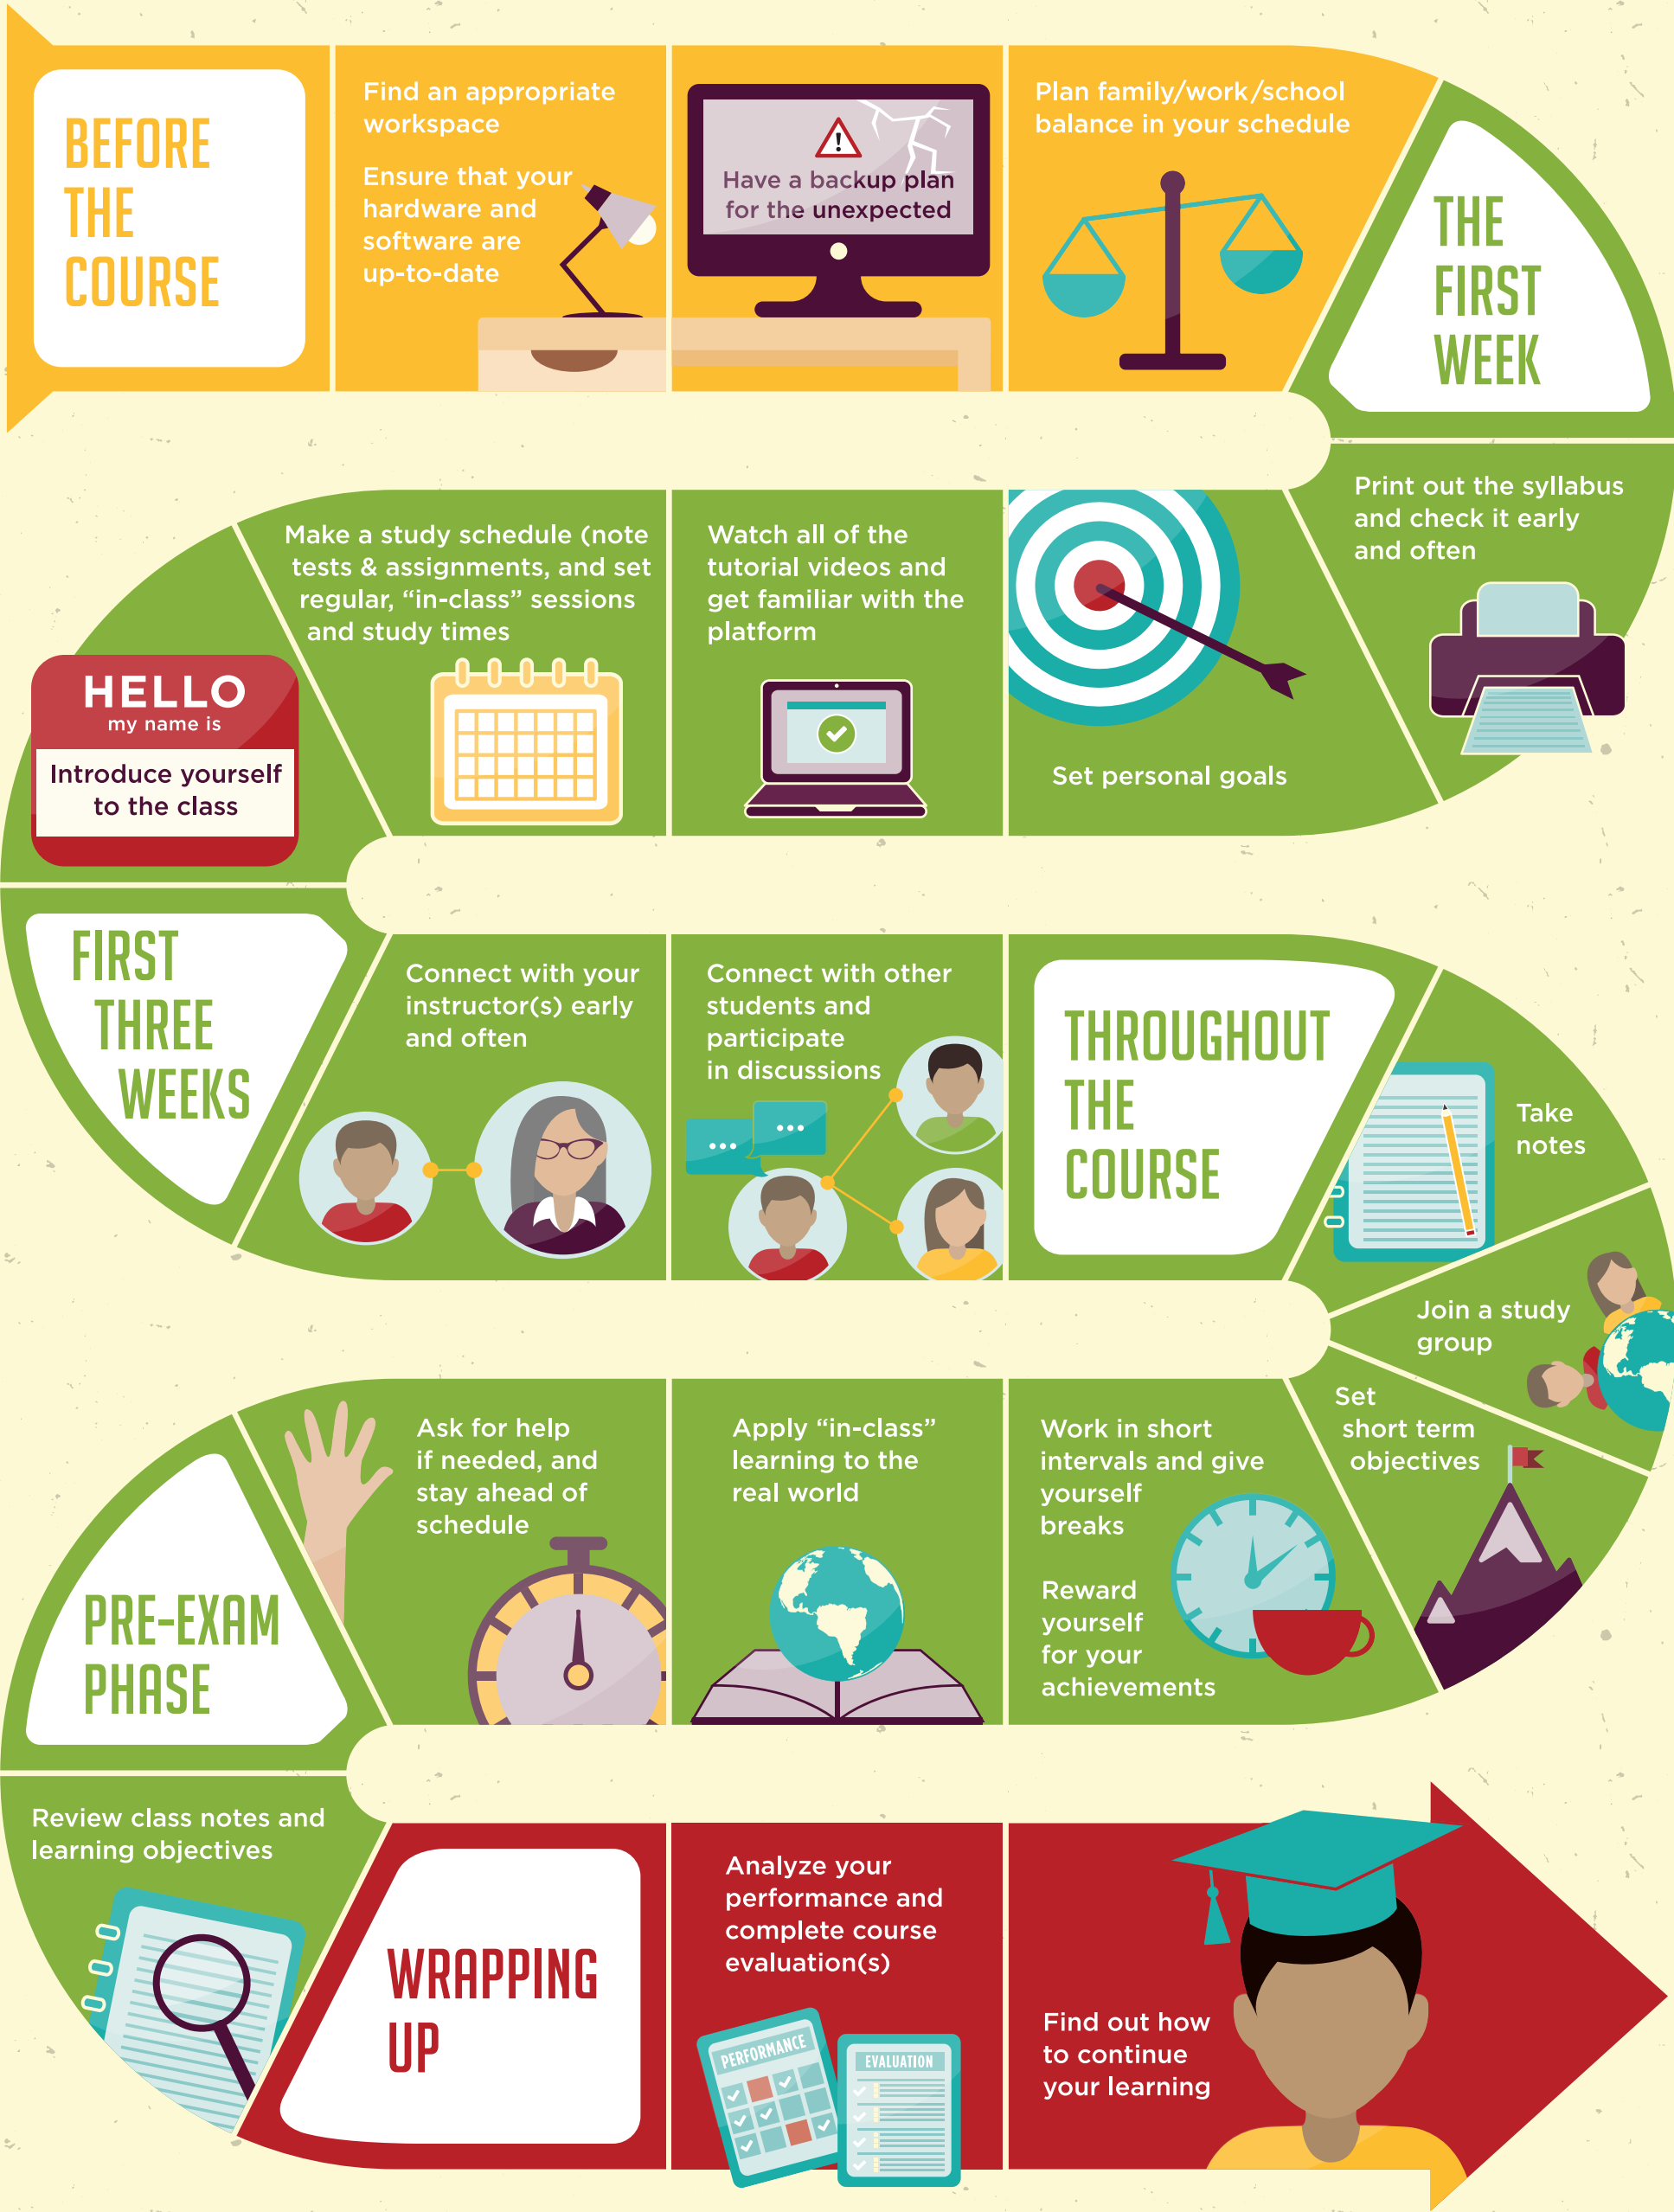 BEFORE
THE
COURSE
Find an appropriate
workspace
Ensure that your
hardware and
software are
up-to-date
!
Have a backup plan
for the unexpected
Plan family/work/school
balance in your schedule
THE
FIRST
WEEK
Print out the syllabus
and check it early
and often
Set personal goals
Watch all of the
tutorial videos and
get familiar with the
platform
Make a study schedule (note
tests & assignments, and set
regular, “in-class” sessions
and study times
HELLO
my name is
Introduce yourself
to the class
FIRST
THREE
WEEKS
Connect with your
instructor(s) early
and often
Connect with other
students and
participate
in discussions
THROUGHOUT
THE
COURSE
Take
notes
Join a study
group
Set
short term
objectives
Work in short
intervals and give
yourself
breaks
Reward
yourself
for your
achievements
Apply “in-class”
learning to the
real world
Ask for help
if needed, and
stay ahead of
schedule
PRE-EXAM
PHASE
Review class notes and
learning objectives
WRAPPING
UP
Analyze your
performance and
complete course
evaluation(s)
PERFORMANCE
EVALUATION
Find out how
to continue
your learning